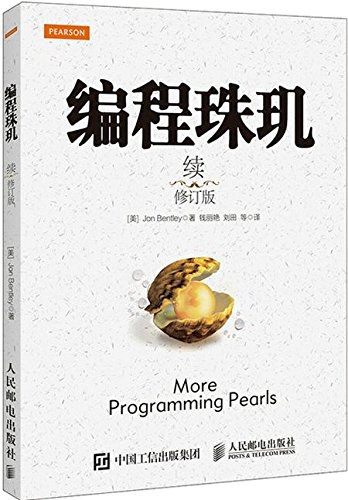 PEARSON
编程珠玑
续
修订版
[美] Jon Bentley 著 钱丽艳 刘田 等 译
More
Programming Pearls
中国工信出版集团
人民邮电出版社
POSTS & TELECOM PRESS
编程珠玑
续
修订版
[美] Jon Bentley 著
人民邮电出版社